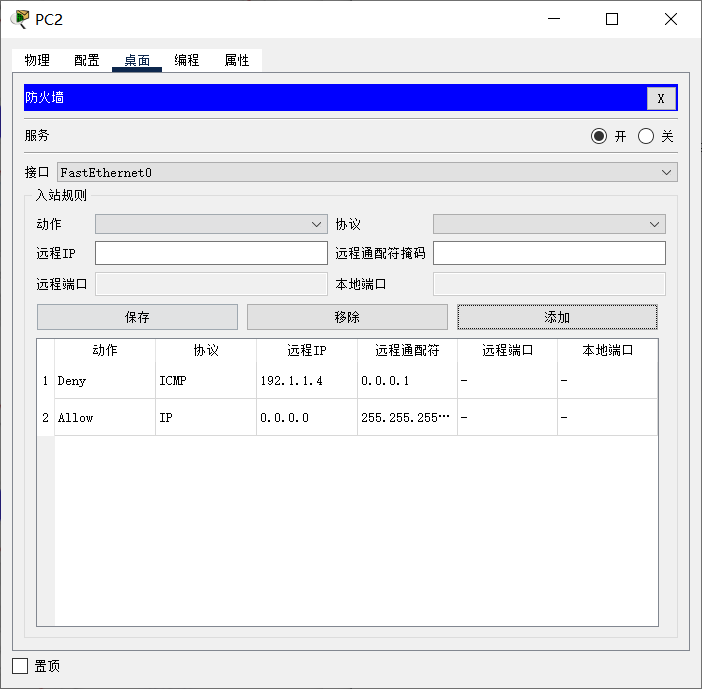 PC2
物理 配置 桌面 编程 属性
防火墙 X
服务 开 关
接口 FastEthernet0
入站规则
动作 协议
远程IP 远程通配符掩码
远程端口 本地端口
保存 移除 添加
动作 协议 远程IP 远程通配符 远程端口 本地端口
1 Deny ICMP 192.1.1.4 0.0.0.1 - -
2 Allow IP 0.0.0.0 255.255.255… - -
置顶